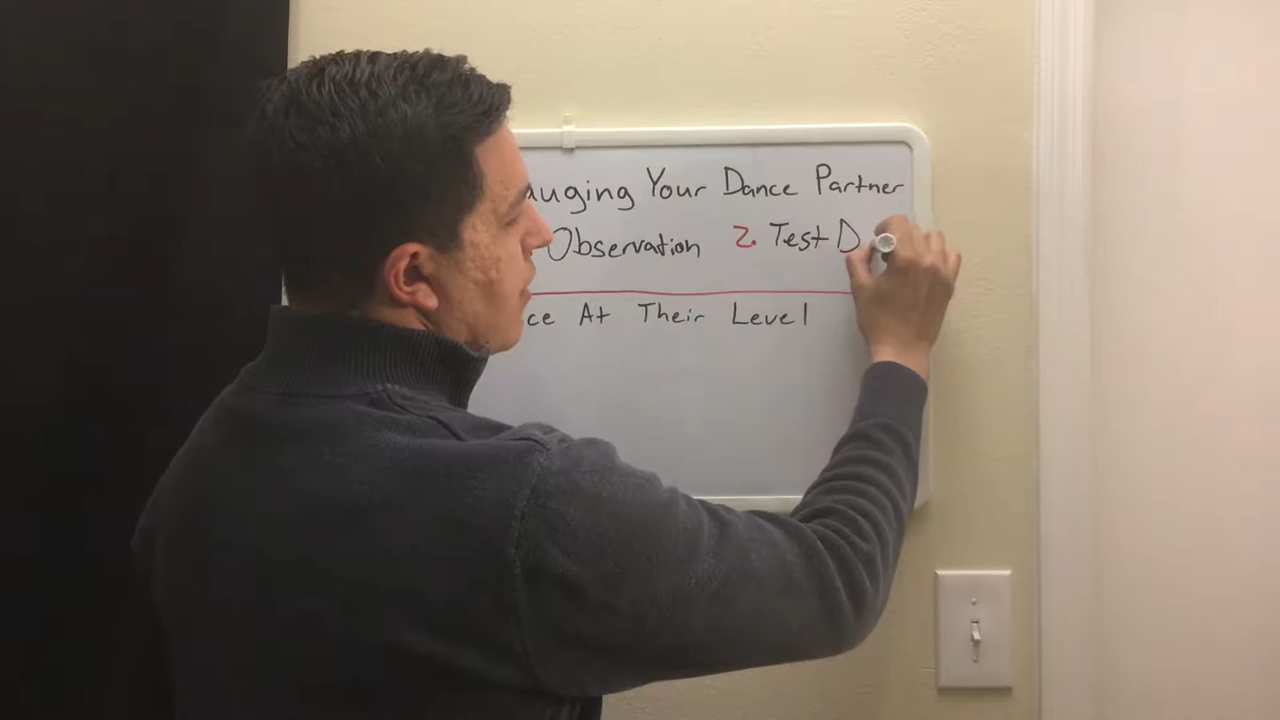 auging Your Dance Partner
Observation 2. Test D
ce At Their Level